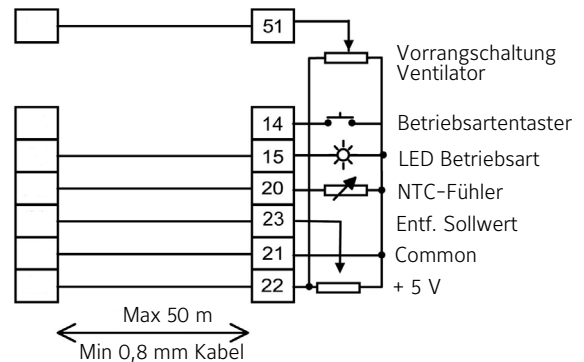 51
Vorrangschaltung
Ventilator
14
Betriebsartentaster
15
LED Betriebsart
20
NTC-Fühler
23
Entf. Sollwert
21
Common
22
+ 5 V
Max 50 m
Min 0,8 mm Kabel